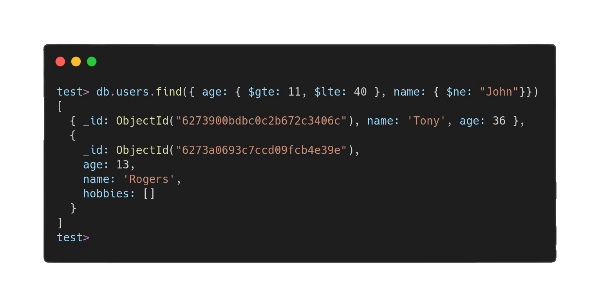 test> db.users.find({ age: { $gte: 11, $lte: 40 }, name: { $ne: "John"}})
[
{ _id: ObjectId("6273900bdbc0c2b672c3406c"), name: 'Tony', age: 36 },
{
_id: ObjectId("6273a0693c7ccd09fcb4e39e"),
age: 13,
name: 'Rogers',
hobbies: []
}
]
test>